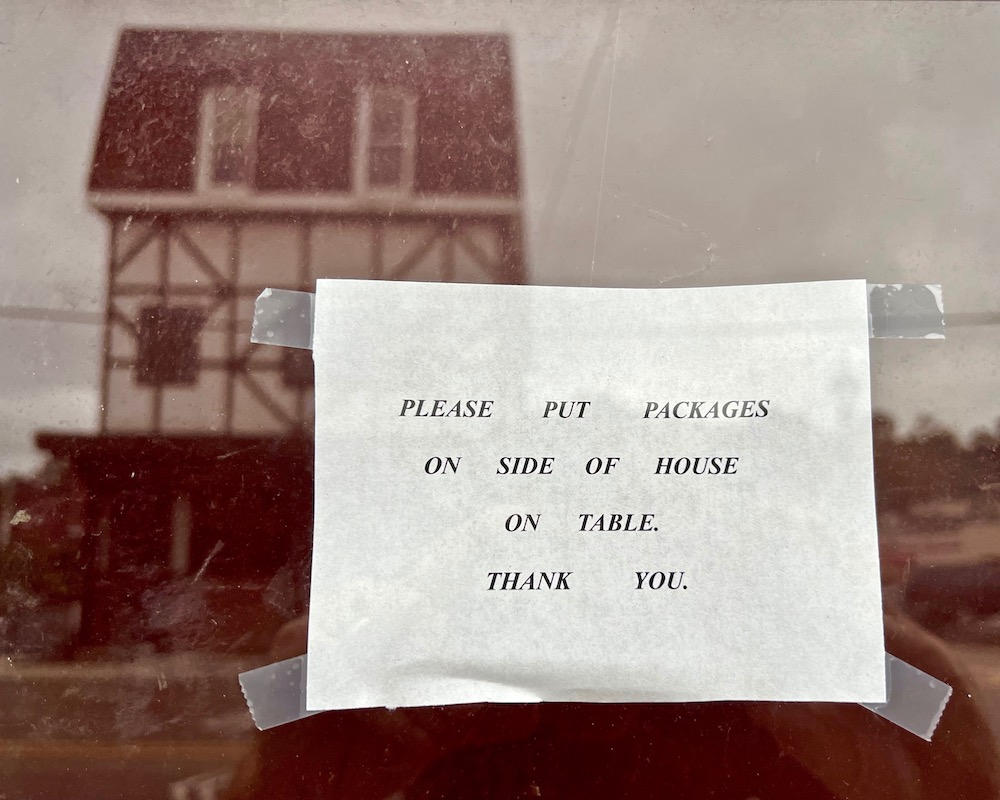 PLEASE PUT PACKAGES
ON SIDE OF HOUSE
ON TABLE.
THANK YOU.